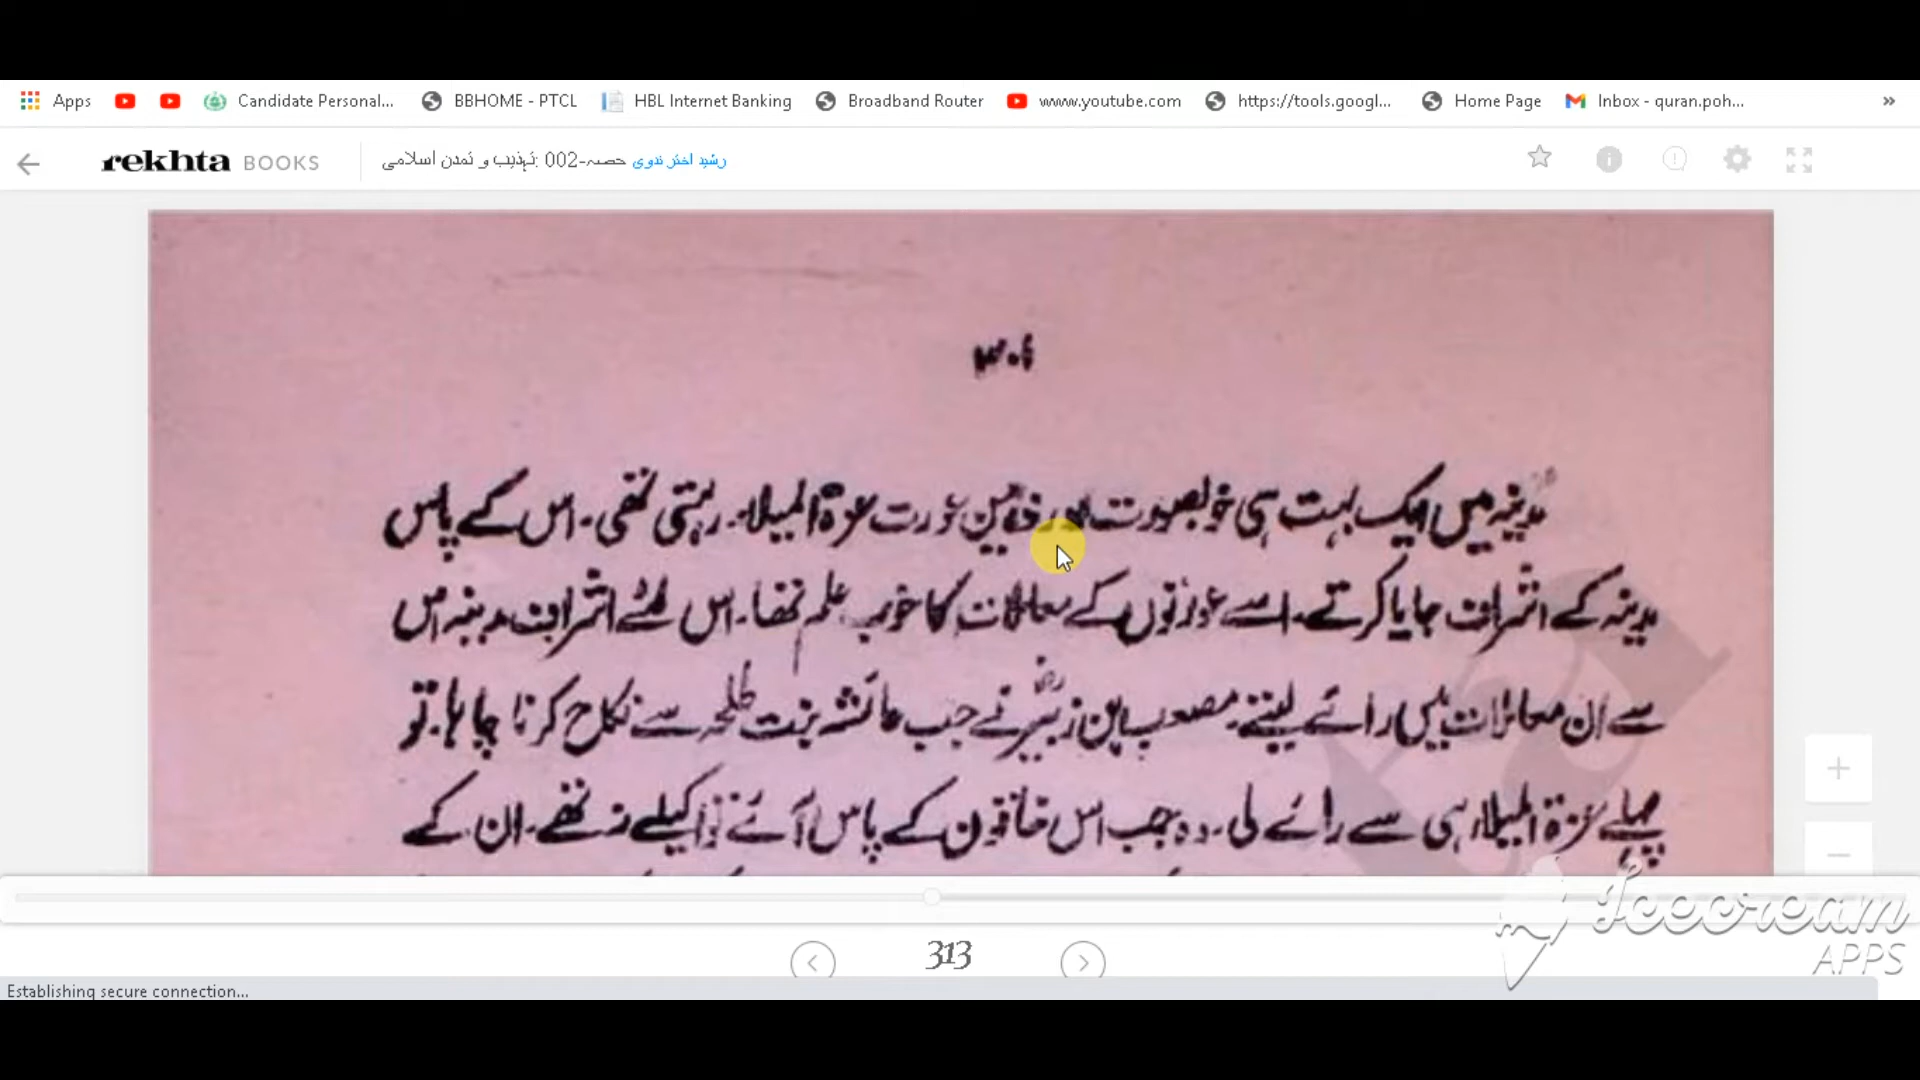 Apps Candidate Personal... BBHOME - PTCL HBL Internet Banking Broadband Router www.youtube.com https://tools.googl... Home Page Inbox - quran.poh... »
rekhta BOOKS رشید اختر ندوی حصہ-002 :تہذیب و تمدن اسلامی
مدینہ میں ایک بہت ہی خوبصورت اور ذہین عورت عزۃ المیلاء رہتی تھی۔ اس کے پاس
مدینہ کے اشراف جایا کرتے۔ اسے عورتوں کے معاملات کا خوب علم تھا۔ اس لئے اشراف مدینہ اس
سے ان معاملات میں رائے لیتے۔ مصعب بن زبیرؓ نے جب عائشہ بنت طلحہ سے نکاح کرنا چاہا۔ تو
پہلے عزۃ المیلاء ہی سے رائے لی۔ وہ جب اس خاتون کے پاس آئے تو اکیلے نہ تھے۔ ان کے
313
Icecream
APPS
Establishing secure connection...